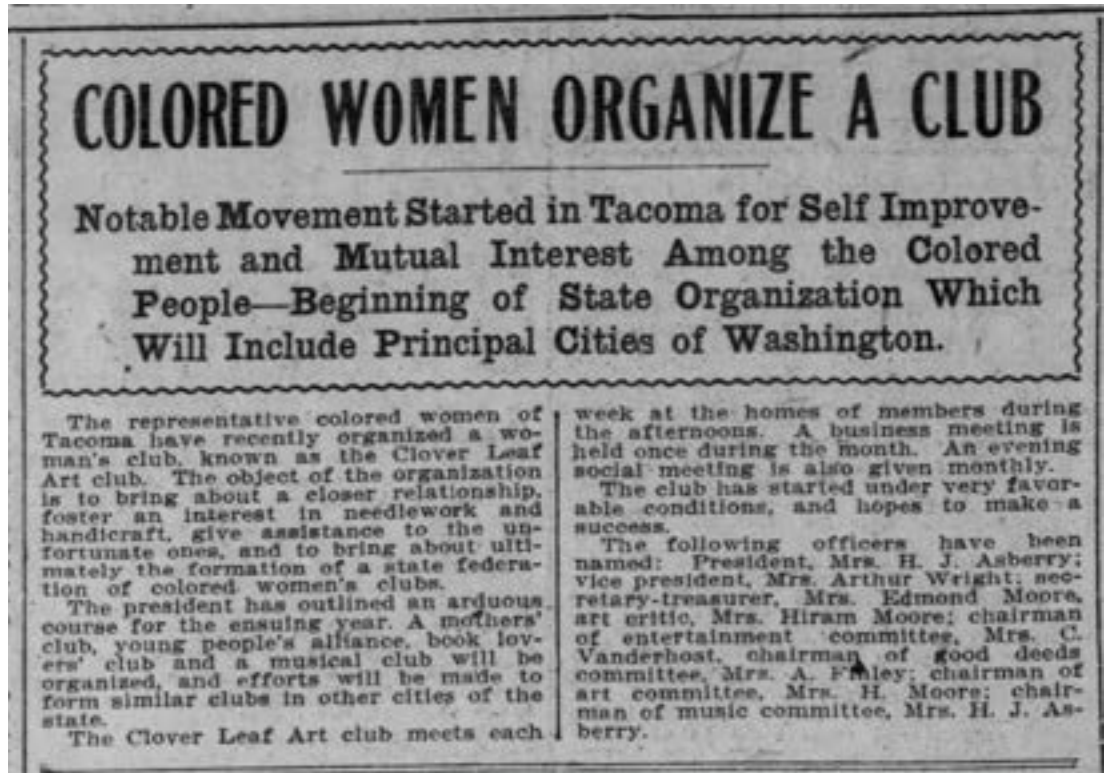 COLORED WOMEN ORGANIZE A CLUB
Notable Movement Started in Tacoma for Self Improve-
ment and Mutual Interest Among the Colored
People—Beginning of State Organization Which
Will Include Principal Cities of Washington.
The representative colored women of
Tacoma have recently organized a wo-
man's club, known as the Clover Leaf
Art club. The object of the organization
is to bring about a closer relationship,
foster an interest in needlework and
handicraft, give assistance to the un-
fortunate ones, and to bring about ulti-
mately the formation of a state federa-
tion of colored women's clubs.
The president has outlined an arduous
course for the ensuing year. A mothers'
club, young people's alliance, book lov-
ers' club and a musical club will be
organized, and efforts will be made to
form similar clubs in other cities of the
state.
The Clover Leaf Art club meets each
week at the homes of members during
the afternoons. A business meeting is
held once during the month. An evening
social meeting is also given monthly.
The club has started under very favor-
able conditions, and hopes to make a
success.
The following officers have been
named: President, Mrs. H. J. Asberry;
vice president, Mrs. Arthur Wright; sec-
retary-treasurer, Mrs. Edmond Moore,
art critic, Mrs. Hiram Moore; chairman
of entertainment committee, Mrs. C.
Vanderhost, chairman of good deeds
committee, Mrs. A. Finley; chairman of
art committee, Mrs. H. Moore; chair-
man of music committee, Mrs. H. J. As-
berry.